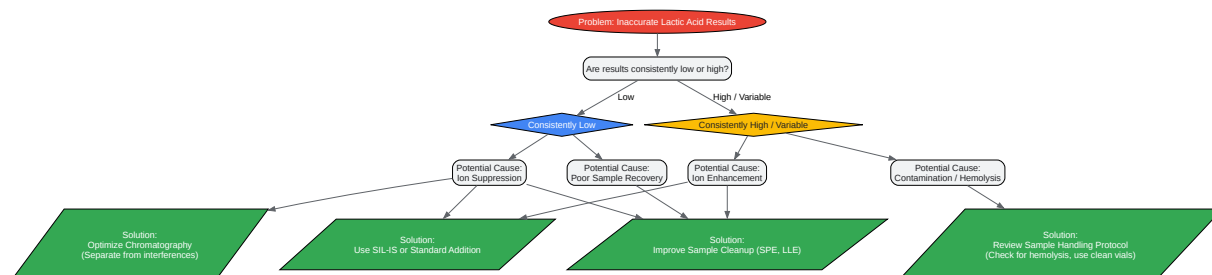 Problem: Inaccurate Lactic Acid Results
Are results consistently low or high?
Low
High / Variable
Consistently Low
Consistently High / Variable
Potential Cause:
Ion Suppression
Potential Cause:
Poor Sample Recovery
Potential Cause:
Ion Enhancement
Potential Cause:
Contamination / Hemolysis
Solution:
Optimize Chromatography
(Separate from interferences)
Solution:
Use SIL-IS or Standard Addition
Solution:
Improve Sample Cleanup (SPE, LLE)
Solution:
Review Sample Handling Protocol
(Check for hemolysis, use clean vials)